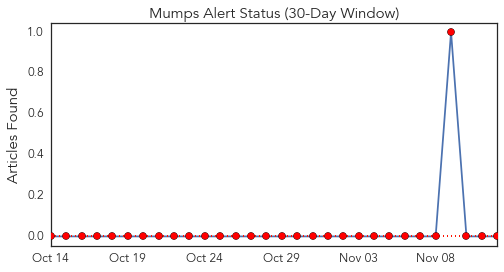 Mumps Alert Status (30-Day Window)
Articles Found
1.0
0.8
0.6
0.4
0.2
0.0
Oct 14 Oct 19 Oct 24 Oct 29 Nov 03 Nov 08